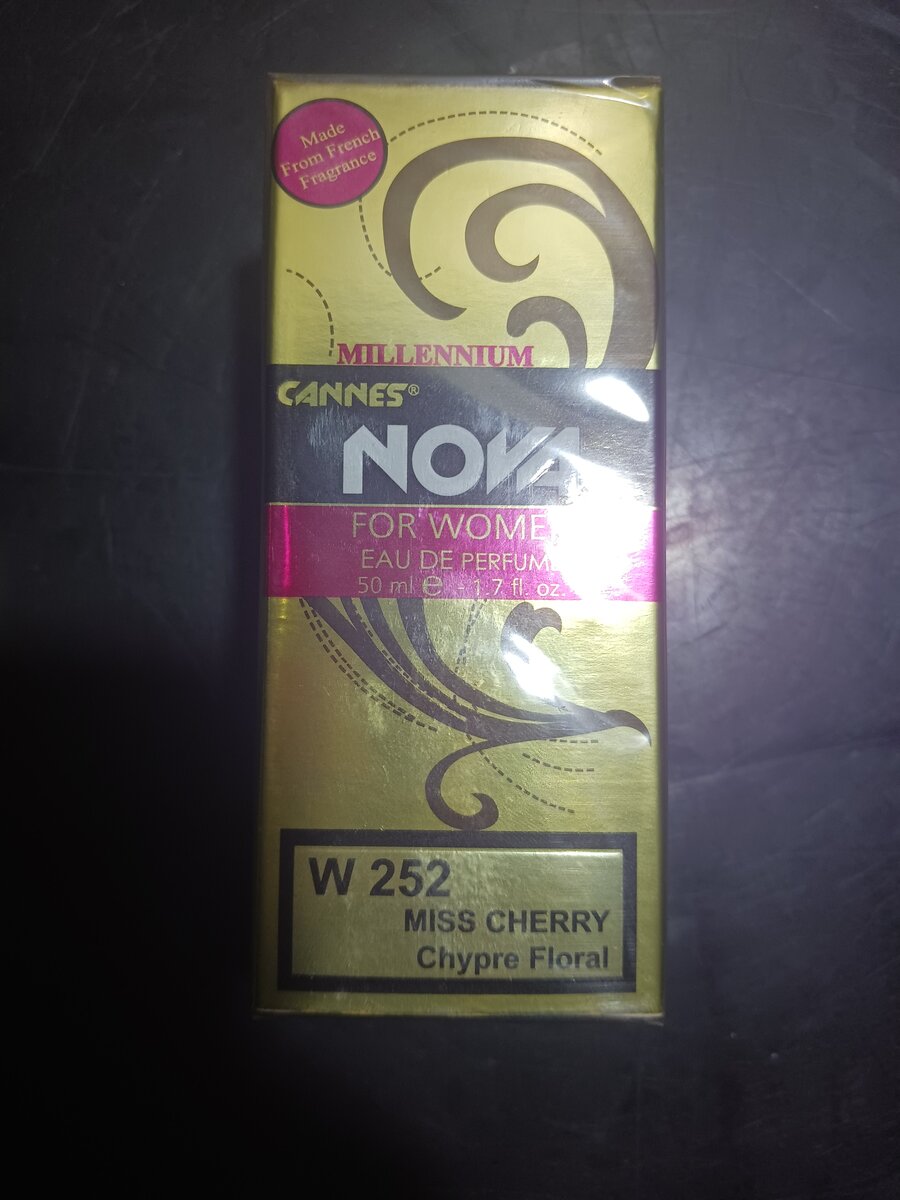 Made
From French
Fragrance
MILLENNIUM
CANNES®
NOVA
FOR WOME
EAU DE PERFUM
50 ml e - 1.7 fl. oz.
W 252
MISS CHERRY
Chypre Floral